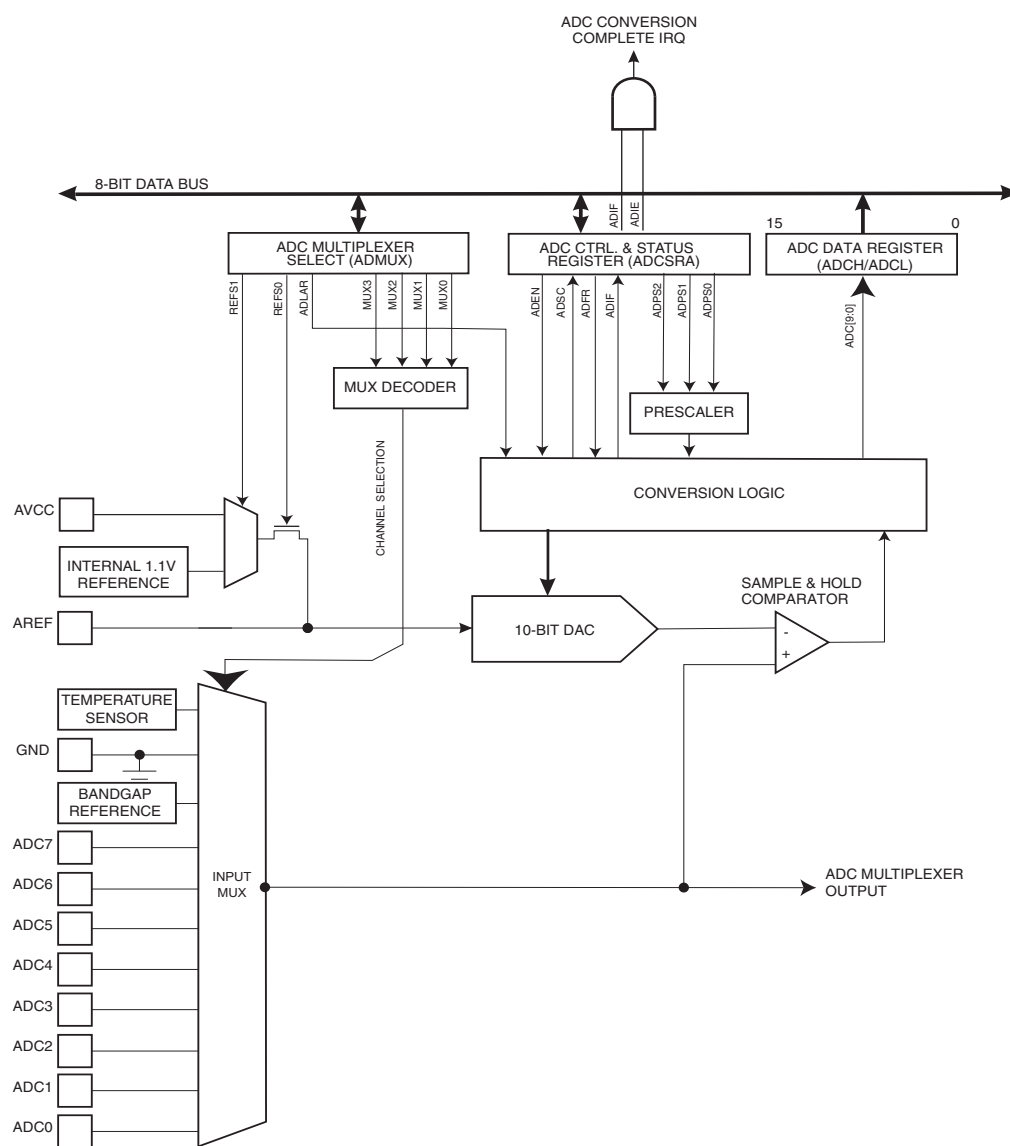 ADC CONVERSION
COMPLETE IRQ
8-BIT DATA BUS
ADIF
ADIE
15
0
ADC MULTIPLEXER
SELECT (ADMUX)
ADC CTRL. & STATUS
REGISTER (ADCSRA)
ADC DATA REGISTER
(ADCH/ADCL)
REFS1
REFS0
ADLAR
MUX3
MUX2
MUX1
MUX0
ADEN
ADSC
ADFR
ADIF
ADPS2
ADPS1
ADPS0
ADC[9:0]
MUX DECODER
PRESCALER
CHANNEL SELECTION
CONVERSION LOGIC
AVCC
INTERNAL 1.1V
REFERENCE
SAMPLE & HOLD
COMPARATOR
AREF
10-BIT DAC
-
+
TEMPERATURE
SENSOR
GND
BANDGAP
REFERENCE
ADC7
ADC6
ADC5
ADC4
ADC3
ADC2
ADC1
ADC0
INPUT
MUX
ADC MULTIPLEXER
OUTPUT